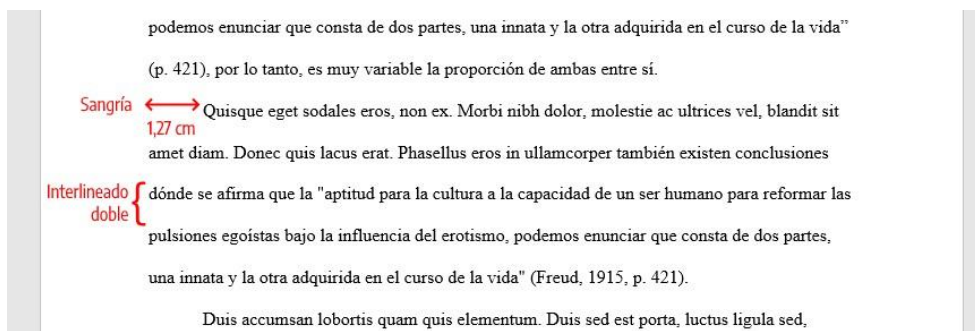 podemos enunciar que consta de dos partes, una innata y la otra adquirida en el curso de la vida”
(p. 421), por lo tanto, es muy variable la proporción de ambas entre sí.
Sangría
1,27 cm
Quisque eget sodales eros, non ex. Morbi nibh dolor, molestie ac ultrices vel, blandit sit
amet diam. Donec quis lacus erat. Phasellus eros in ullamcorper también existen conclusiones
Interlineado
doble
dónde se afirma que la "aptitud para la cultura a la capacidad de un ser humano para reformar las
pulsiones egoístas bajo la influencia del erotismo, podemos enunciar que consta de dos partes,
una innata y la otra adquirida en el curso de la vida" (Freud, 1915, p. 421).
Duis accumsan lobortis quam quis elementum. Duis sed est porta, luctus ligula sed,